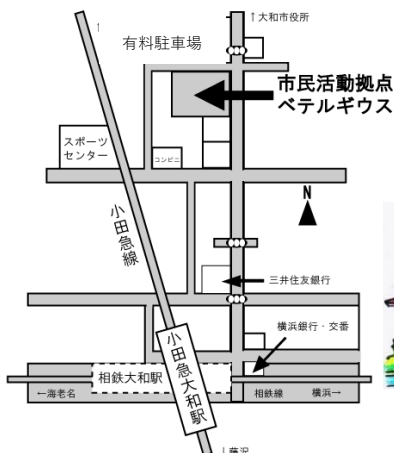 ↑大和市役所
有料駐車場
市民活動拠点
ベテルギウス
スポーツ
センター
コンビニ
N
小田急線
三井住友銀行
横浜銀行・交番
小田急大和駅
相鉄大和駅
←海老名
相鉄線
横浜→
↓藤沢